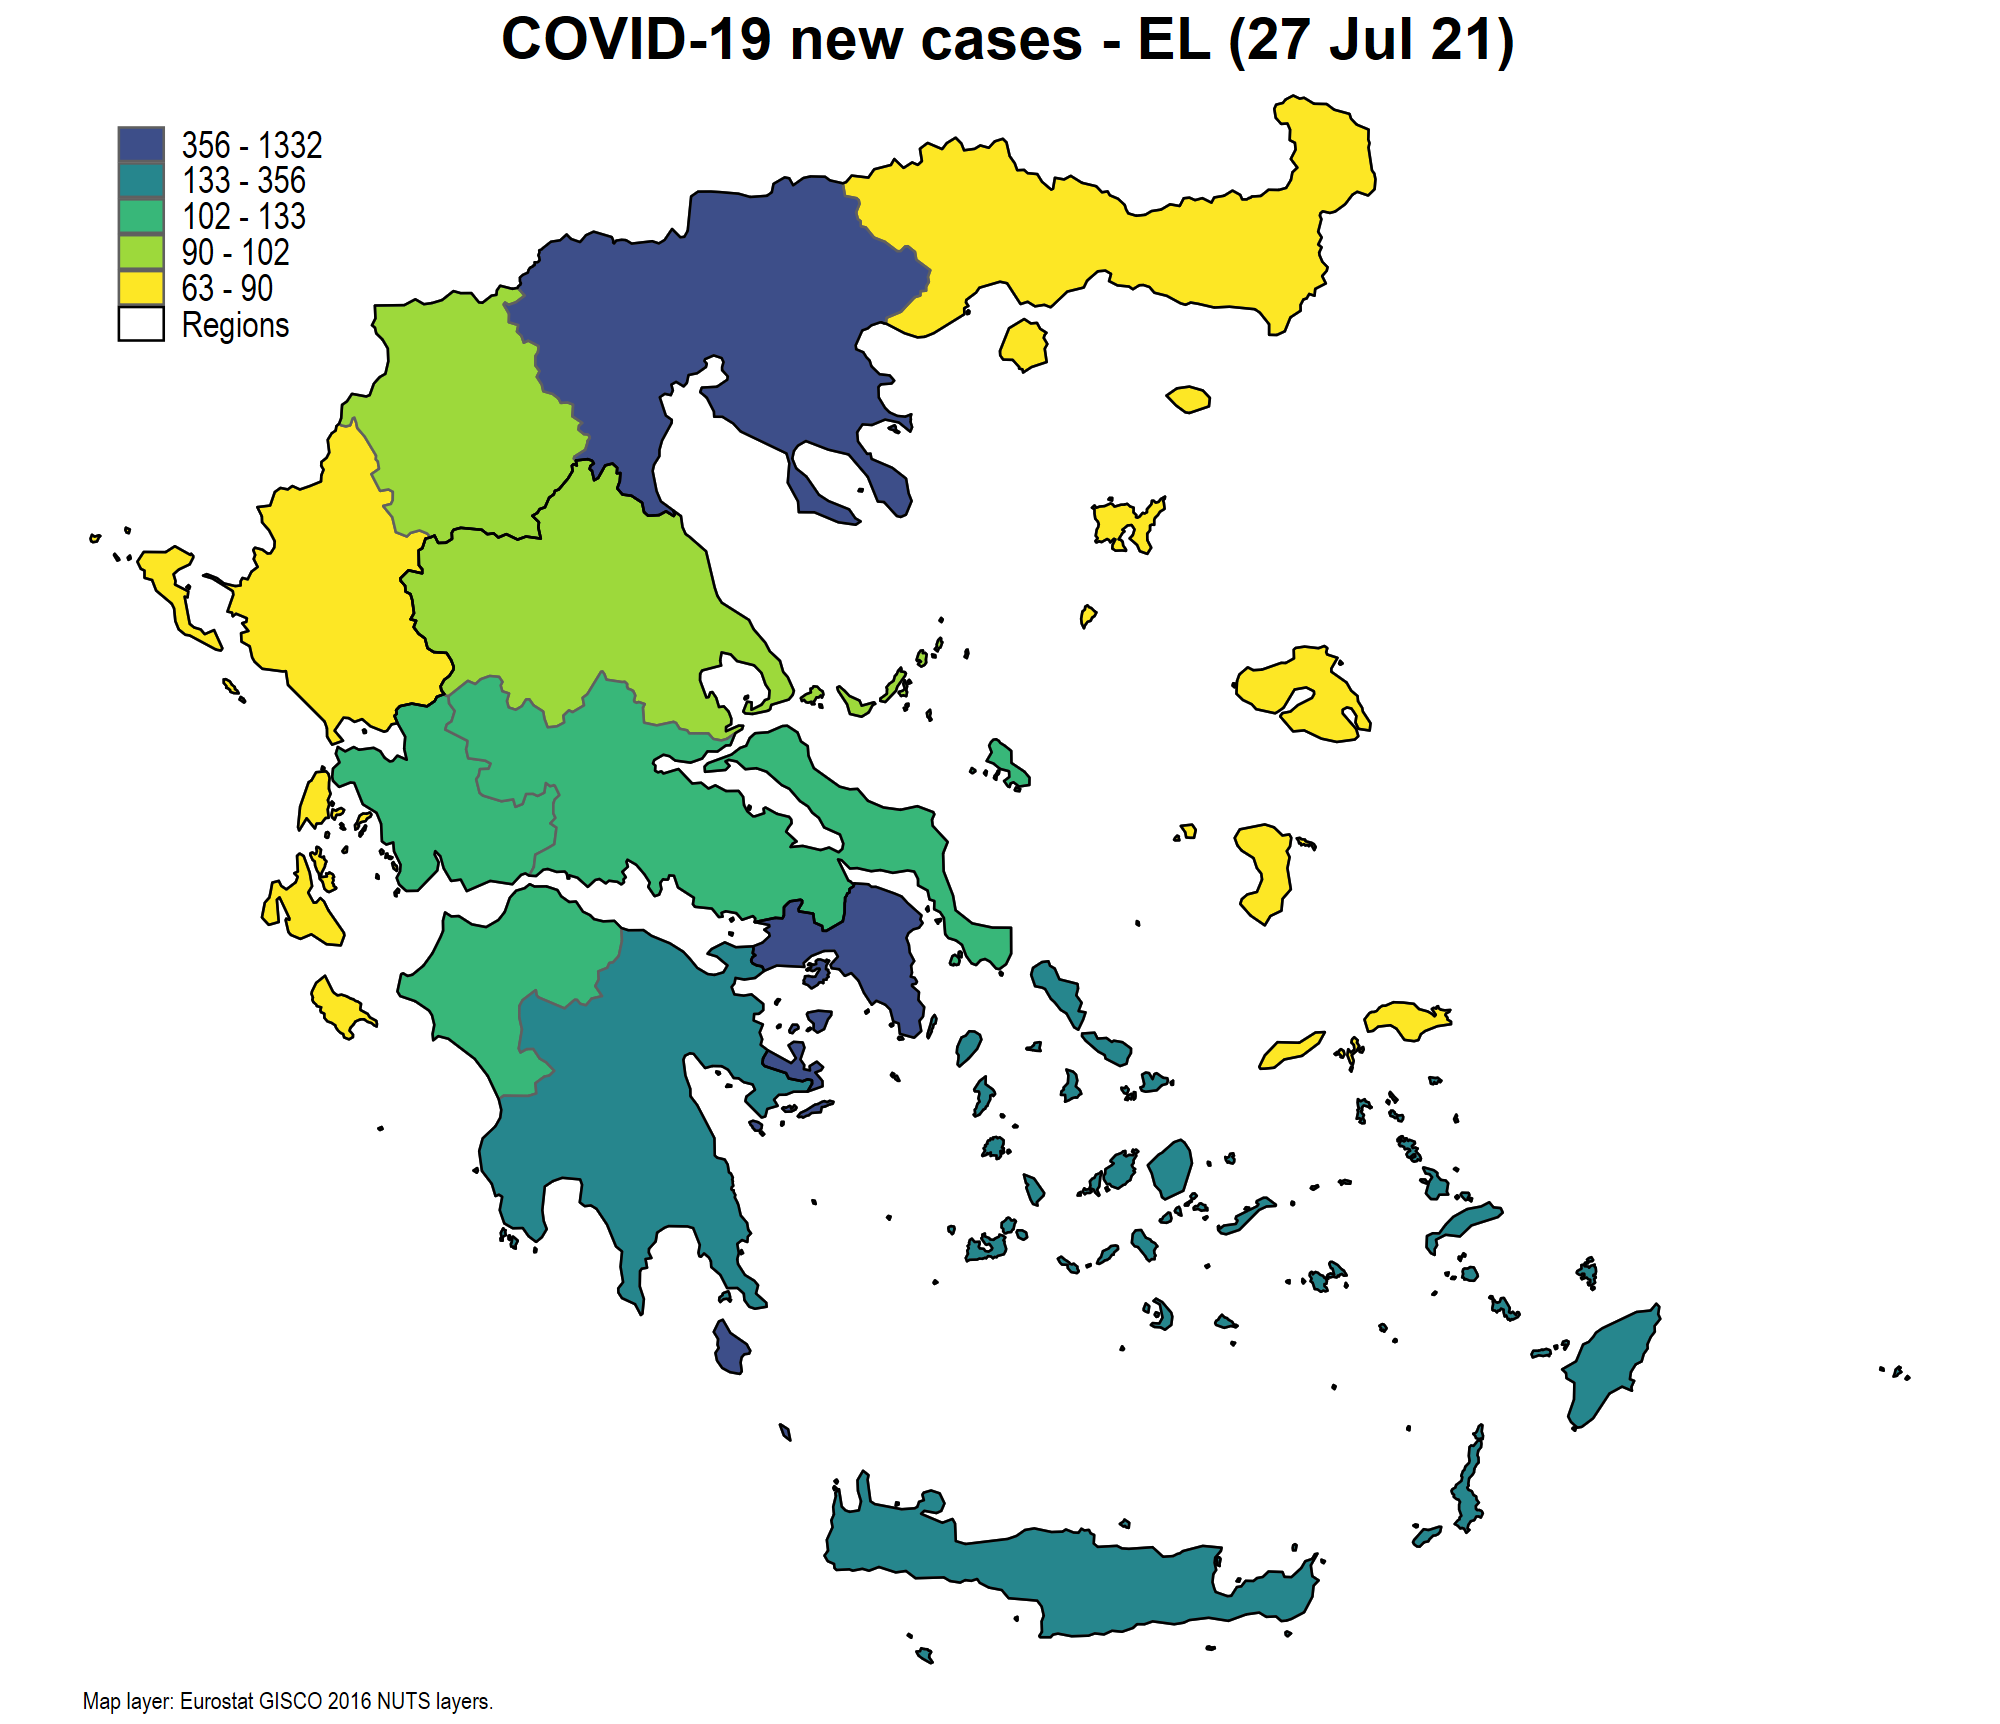 COVID-19 new cases - EL (27 Jul 21)
356 - 1332
133 - 356
102 - 133
90 - 102
63 - 90
Regions
Map layer: Eurostat GISCO 2016 NUTS layers.